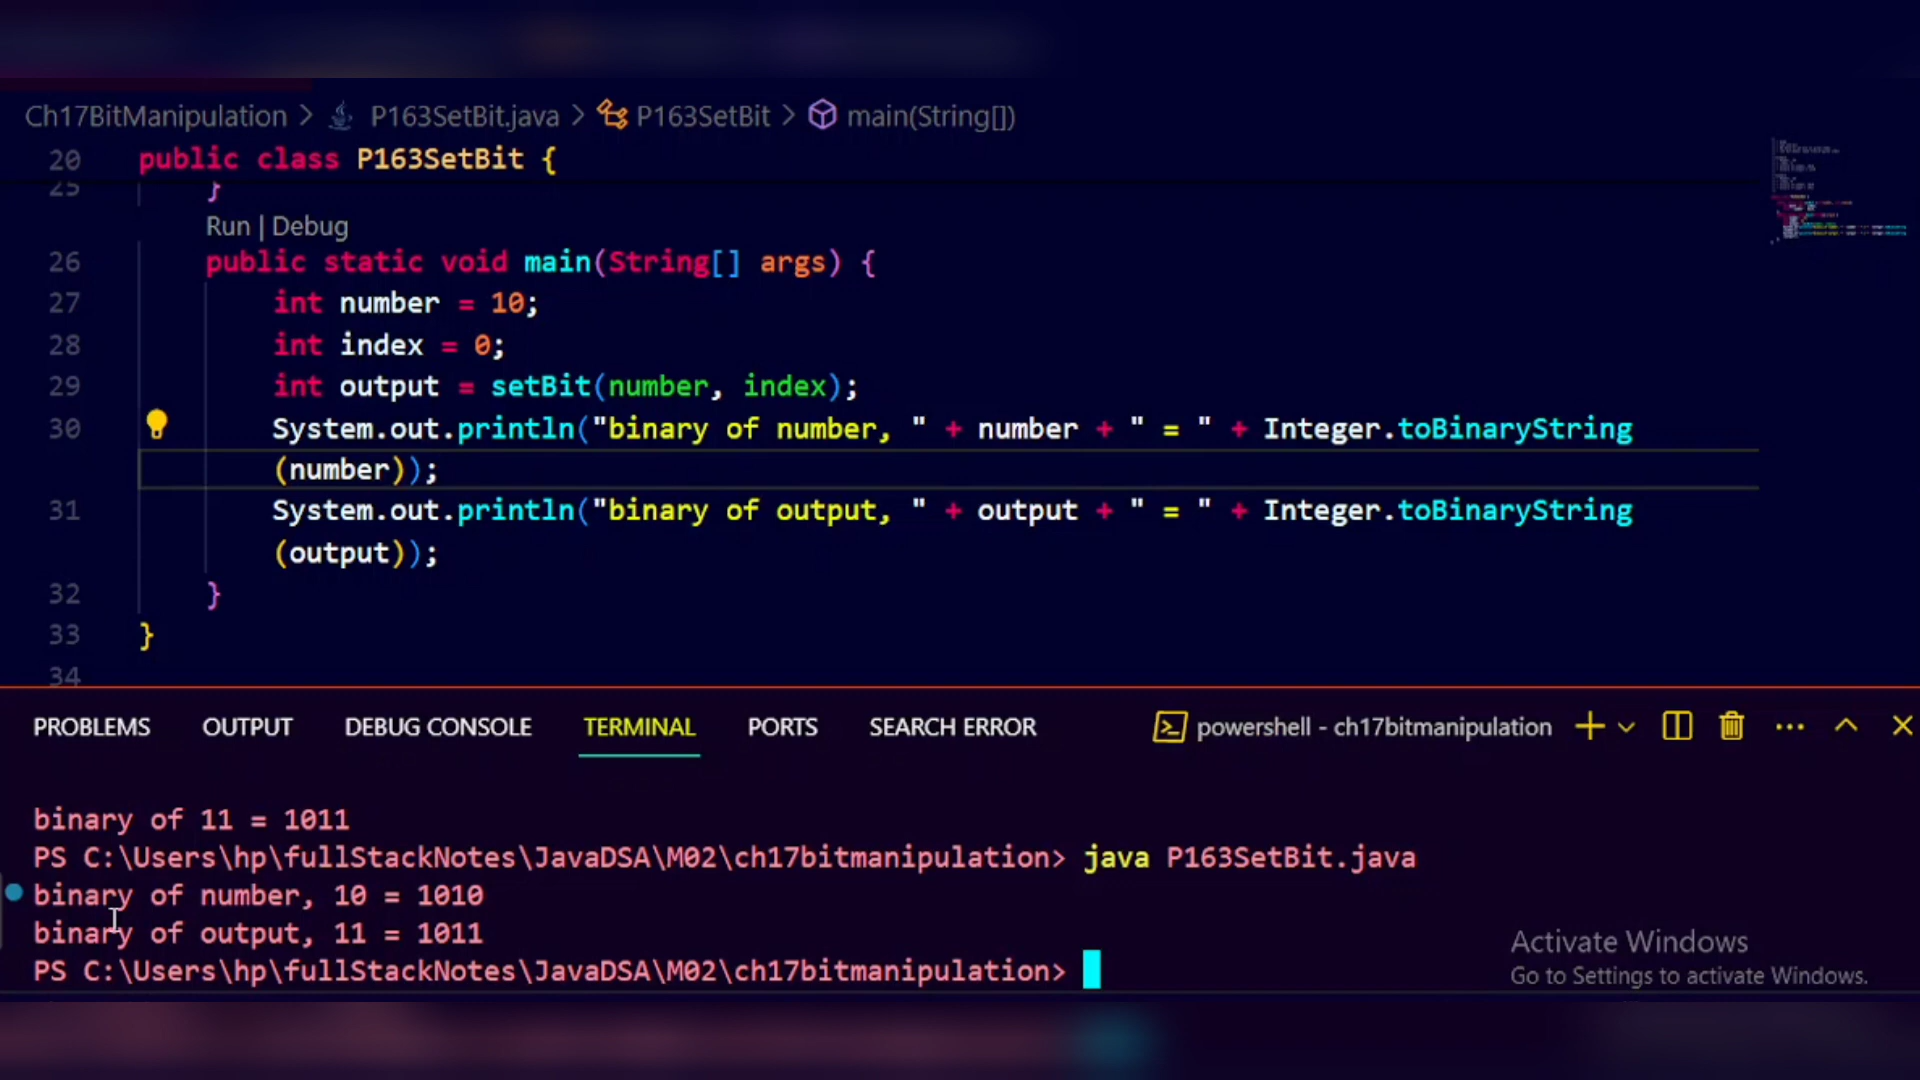 Ch17BitManipulation > P163SetBit.java > P163SetBit > main(String[])
20 public class P163SetBit {
25 }
Run | Debug
26 public static void main(String[] args) {
27 int number = 10;
28 int index = 0;
29 int output = setBit(number, index);
30 System.out.println("binary of number, " + number + " = " + Integer.toBinaryString
(number));
31 System.out.println("binary of output, " + output + " = " + Integer.toBinaryString
(output));
32 }
33 }
34
PROBLEMS OUTPUT DEBUG CONSOLE TERMINAL PORTS SEARCH ERROR powershell - ch17bitmanipulation
binary of 11 = 1011
PS C:\Users\hp\fullStackNotes\JavaDSA\M02\ch17bitmanipulation> java P163SetBit.java
binary of number, 10 = 1010
binary of output, 11 = 1011
PS C:\Users\hp\fullStackNotes\JavaDSA\M02\ch17bitmanipulation>
Activate Windows
Go to Settings to activate Windows.